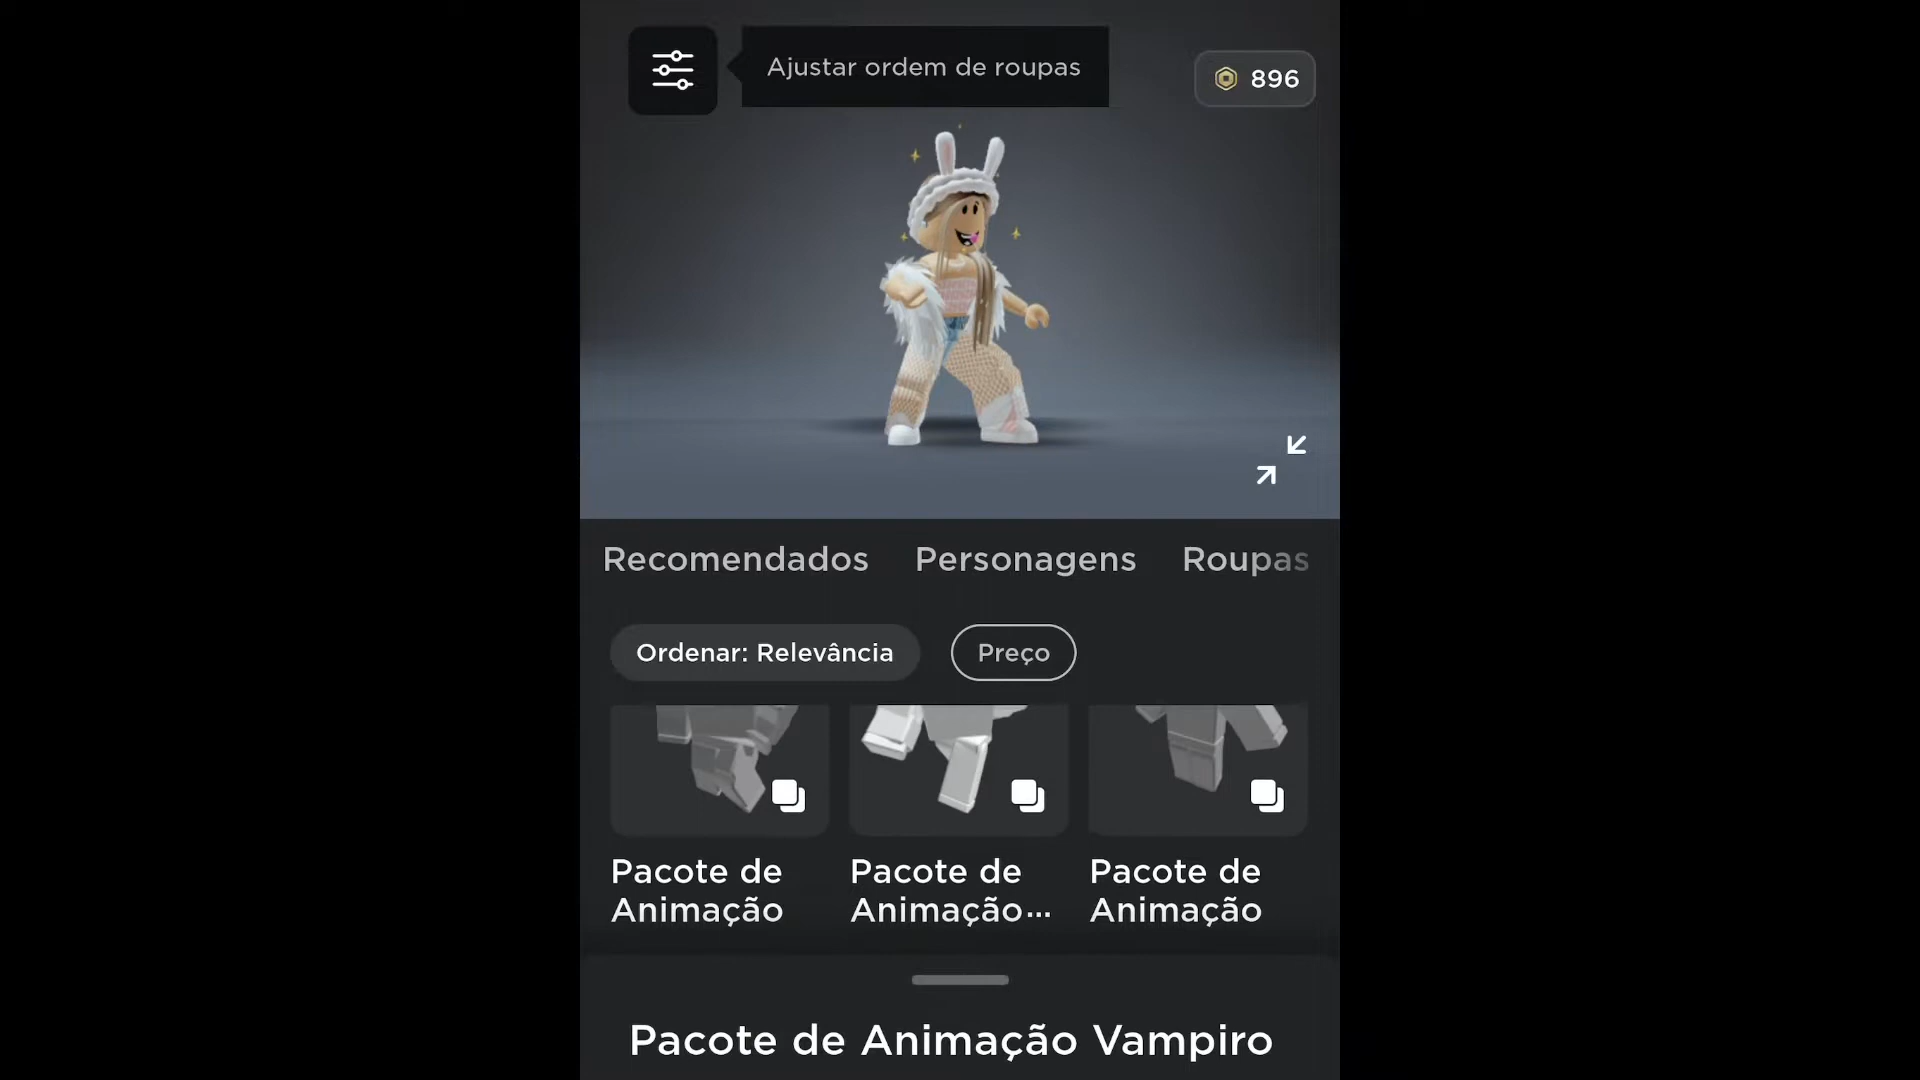 Ajustar ordem de roupas
896
Recomendados Personagens Roupas
Ordenar: Relevância Preço
Pacote de Animação
Pacote de Animação...
Pacote de Animação
Pacote de Animação Vampiro